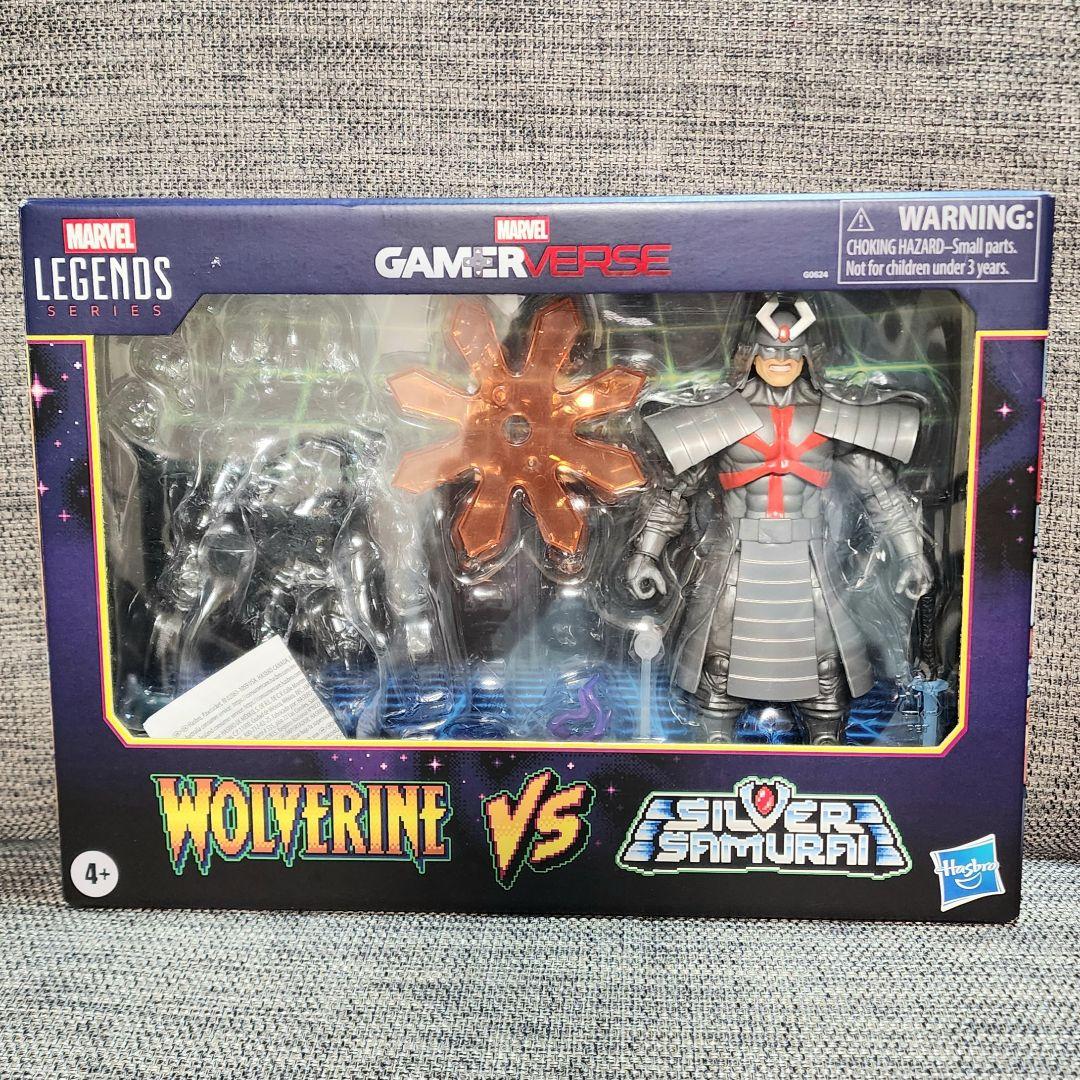 MARVEL
LEGENDS
SERIES
MARVEL
GAMERVERSE
G0624
WARNING:
CHOKING HAZARD–Small parts.
Not for children under 3 years.
WOLVERINE VS SILVER SAMURAI
4+
Hasbro